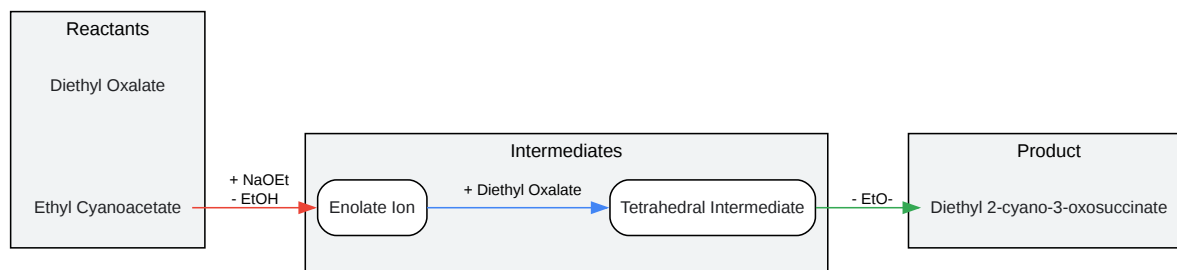 Reactants
Diethyl Oxalate
Ethyl Cyanoacetate
+ NaOEt
- EtOH
Intermediates
Enolate Ion
+ Diethyl Oxalate
Tetrahedral Intermediate
- EtO-
Product
Diethyl 2-cyano-3-oxosuccinate